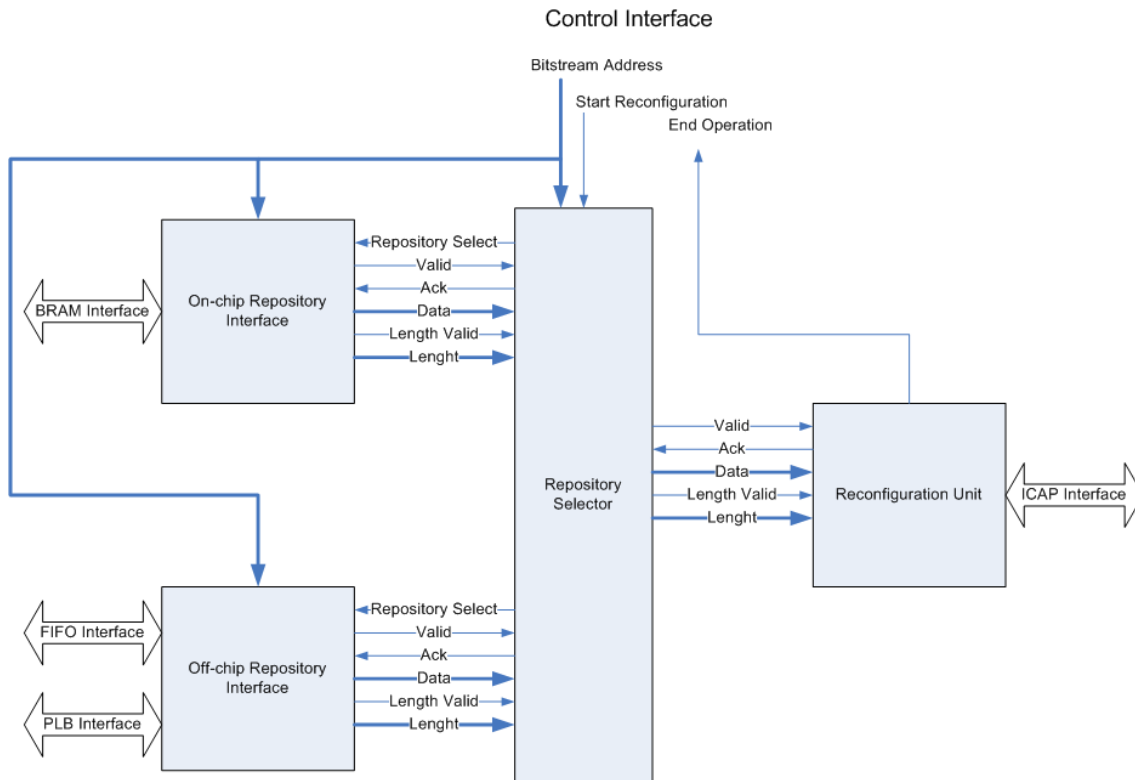 Control Interface
Bitstream Address
Start Reconfiguration
End Operation
Repository Select
Valid
Ack
Data
Length Valid
Lenght
BRAM Interface
On-chip Repository
Interface
Valid
Ack
Data
Length Valid
Lenght
Repository
Selector
Reconfiguration Unit
ICAP Interface
Repository Select
Valid
Ack
Data
Length Valid
Lenght
FIFO Interface
Off-chip Repository
Interface
PLB Interface